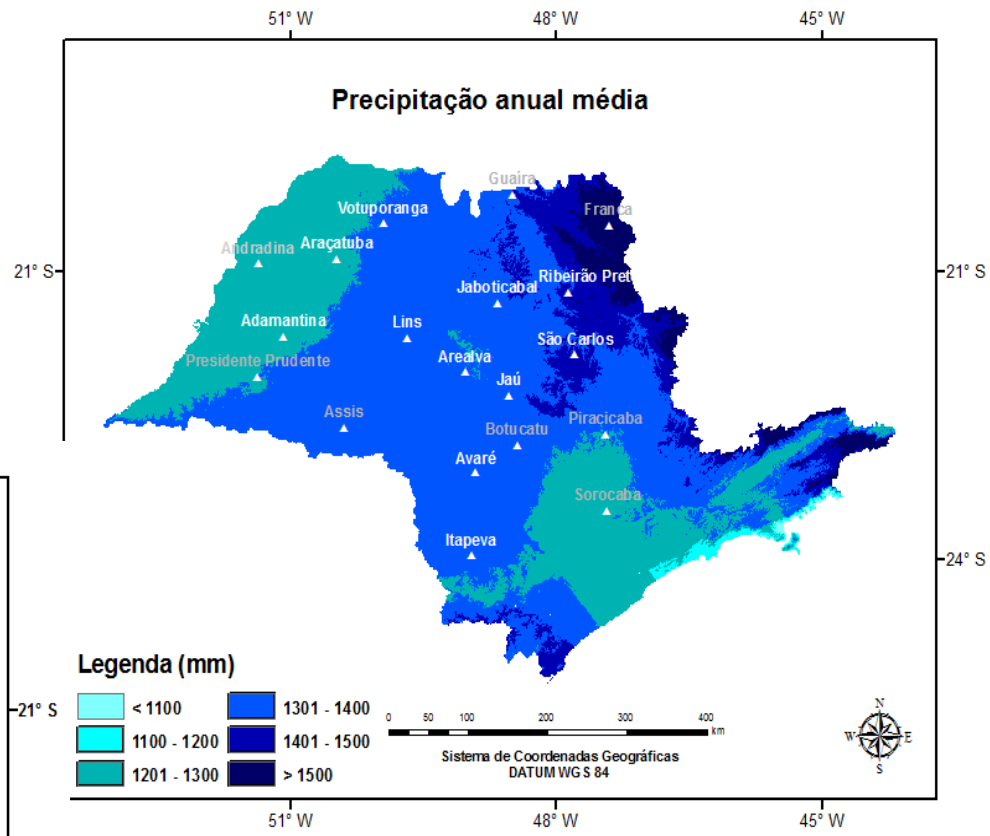 51° W 48° W 45° W
Precipitação anual média
Guaíra
Votuporanga
Franca
Andradina
Araçatuba
21° S
21° S
Ribeirão Pret
Jaboticabal
Adamantina
Lins
São Carlos
Arealva
Presidente Prudente
Jaú
Assis
Piracicaba
Botucatu
Avaré
Sorocaba
Itapeva
24° S
Legenda (mm)
< 1100
1301 - 1400
1100 - 1200
1401 - 1500
1201 - 1300
> 1500
21° S
0 50 100 200 300 400
km
Sistema de Coordenadas Geográficas
DATUM WGS 84
N
W
E
S
51° W 48° W 45° W